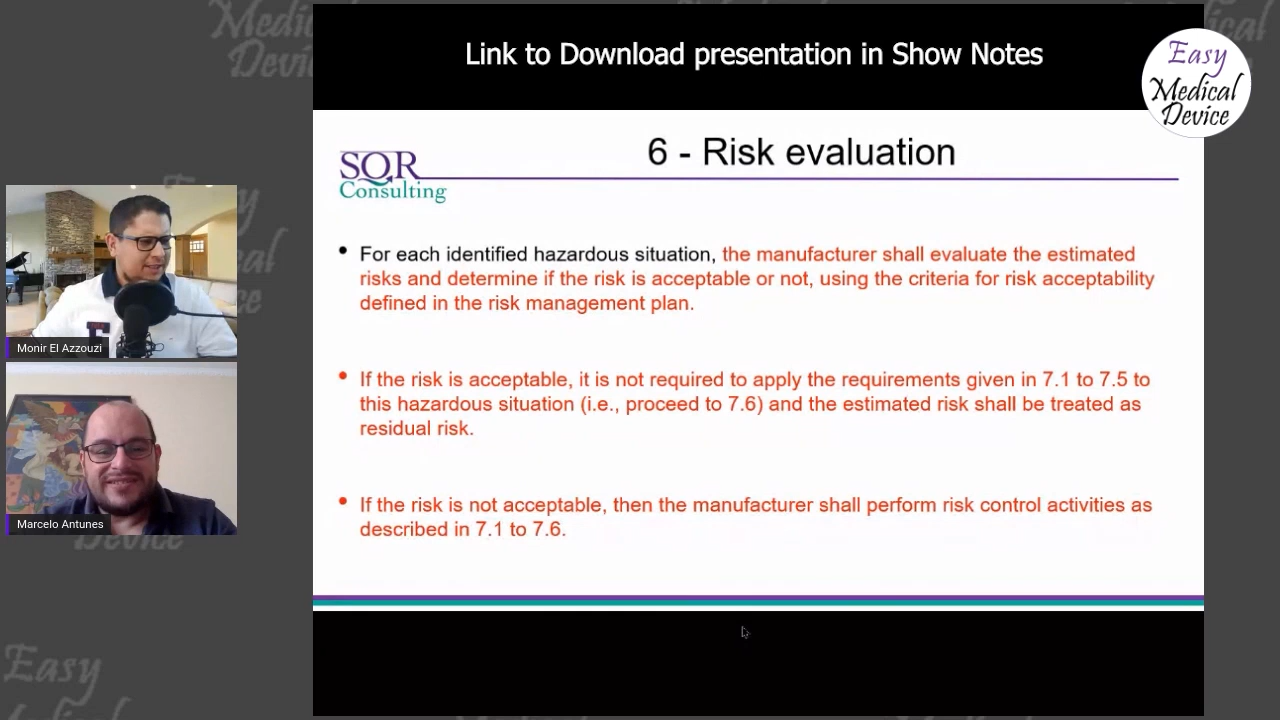 Link to Download presentation in Show Notes
Easy
Medical
Device
SQR
Consulting
6 - Risk evaluation
• For each identified hazardous situation, the manufacturer shall evaluate the estimated
risks and determine if the risk is acceptable or not, using the criteria for risk acceptability
defined in the risk management plan.
• If the risk is acceptable, it is not required to apply the requirements given in 7.1 to 7.5 to
this hazardous situation (i.e., proceed to 7.6) and the estimated risk shall be treated as
residual risk.
• If the risk is not acceptable, then the manufacturer shall perform risk control activities as
described in 7.1 to 7.6.
Monir El Azzouzi
Marcelo Antunes
Easy
Medical